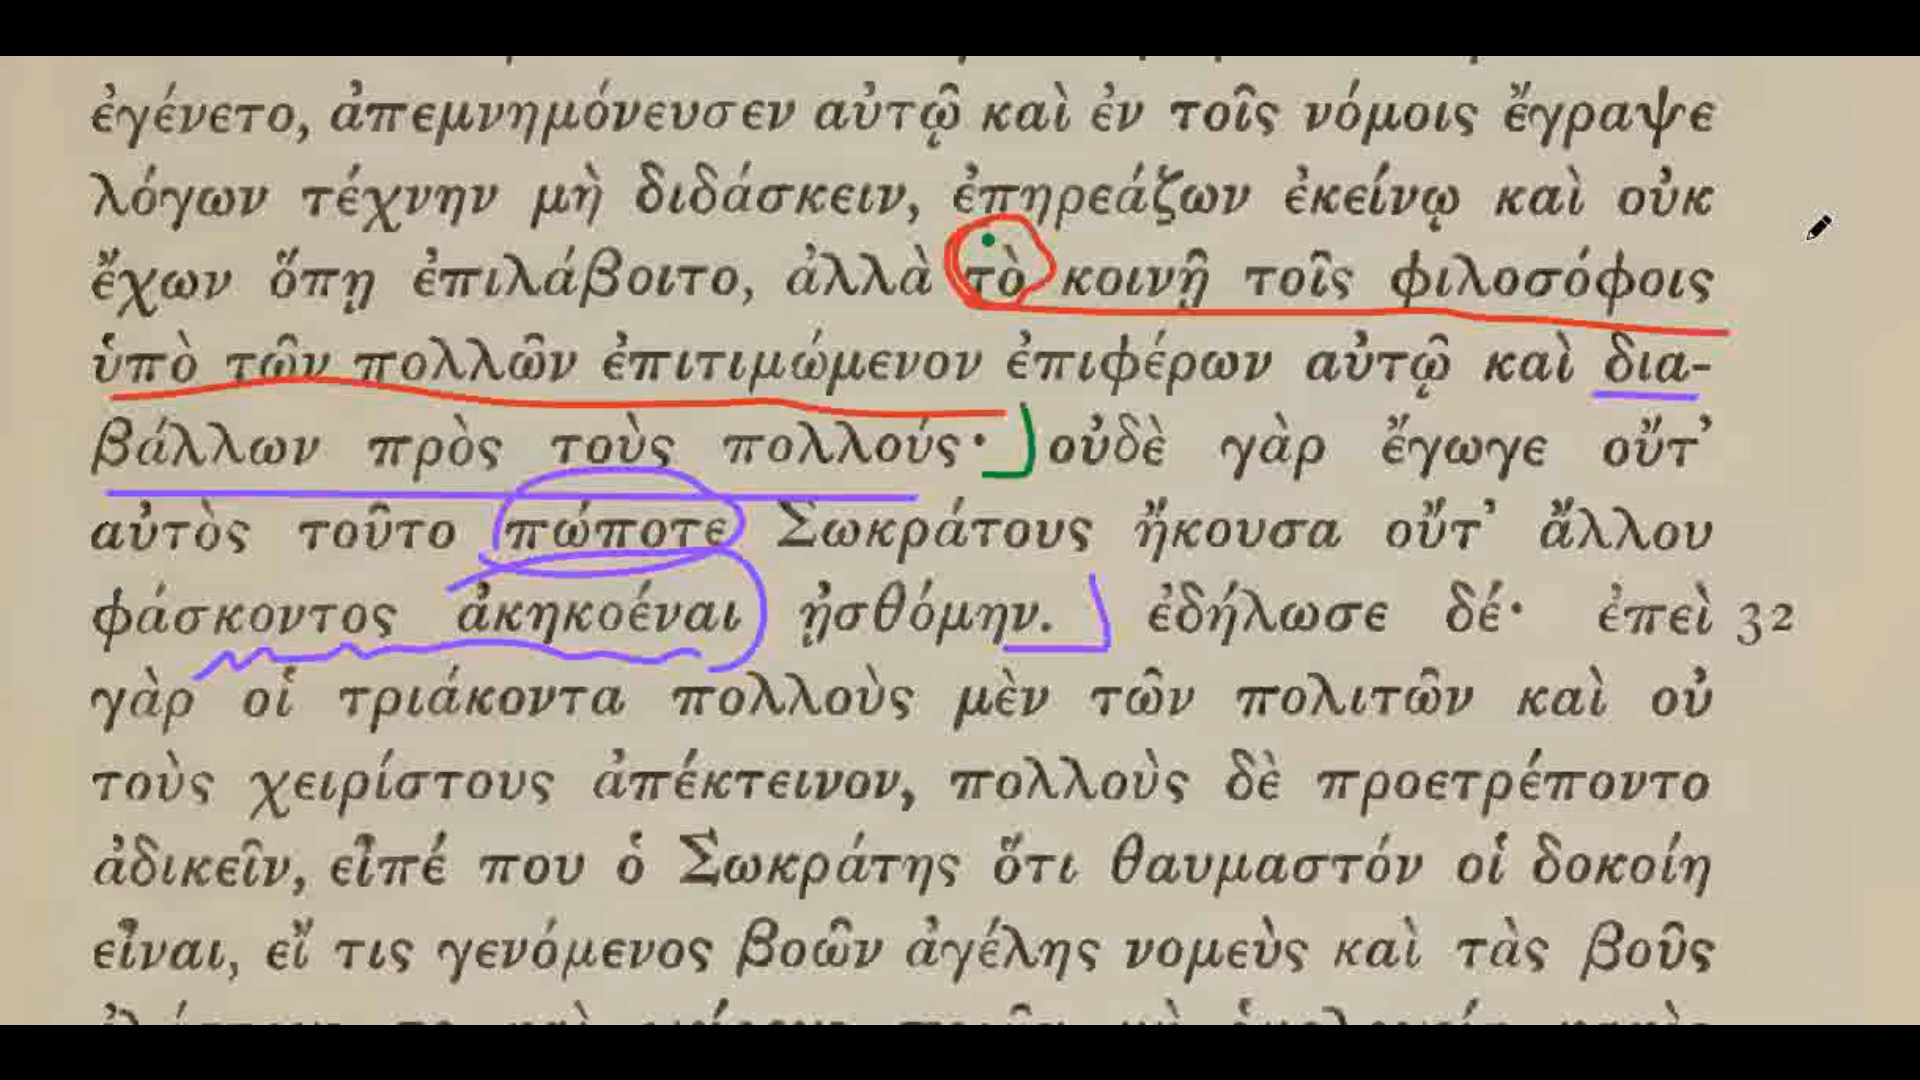 ἐγένετο, ἀπεμνημόνευσεν αὐτῷ καὶ ἐν τοῖς νόμοις ἔγραψε
λόγων τέχνην μὴ διδάσκειν, ἐπηρεάζων ἐκείνῳ καὶ οὐκ
ἔχων ὅπῃ ἐπιλάβοιτο, ἀλλὰ τὸ κοινῇ τοῖς φιλοσόφοις
ὑπὸ τῶν πολλῶν ἐπιτιμώμενον ἐπιφέρων αὐτῷ καὶ δια-
βάλλων πρὸς τοὺς πολλούς· οὐδὲ γὰρ ἔγωγε οὔτ’
αὐτὸς τοῦτο πώποτε Σωκράτους ἤκουσα οὔτ’ ἄλλου
φάσκοντος ἀκηκοέναι ᾐσθόμην. ἐδήλωσε δέ· ἐπεὶ 32
γὰρ οἱ τριάκοντα πολλοὺς μὲν τῶν πολιτῶν καὶ οὐ
τοὺς χειρίστους ἀπέκτεινον, πολλοὺς δὲ προετρέποντο
ἀδικεῖν, εἶπέ που ὁ Σωκράτης ὅτι θαυμαστόν οἱ δοκοίη
εἶναι, εἴ τις γενόμενος βοῶν ἀγέλης νομεὺς καὶ τὰς βοῦς